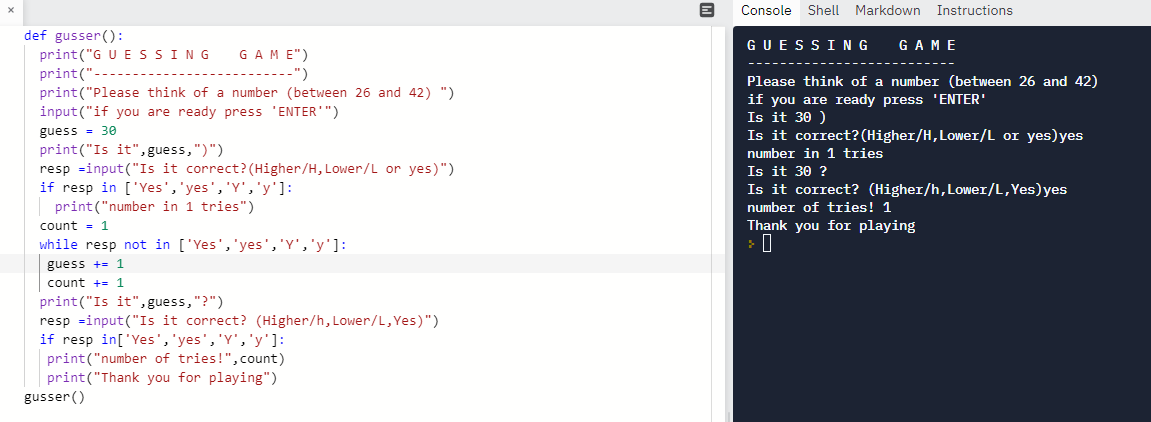 ×
def gusser():
print("G U E S S I N G    G A M E")
print("--------------------------")
print("Please think of a number (between 26 and 42) ")
input("if you are ready press 'ENTER'")
guess = 30
print("Is it",guess,")")
resp =input("Is it correct?(Higher/H,Lower/L or yes)")
if resp in ['Yes','yes','Y','y']:
print("number in 1 tries")
count = 1
while resp not in ['Yes','yes','Y','y']:
guess += 1
count += 1
print("Is it",guess,"?")
resp =input("Is it correct? (Higher/h,Lower/L,Yes)")
if resp in['Yes','yes','Y','y']:
print("number of tries!",count)
print("Thank you for playing")
gusser()
Console Shell Markdown Instructions
G U E S S I N G    G A M E
--------------------------
Please think of a number (between 26 and 42)
if you are ready press 'ENTER'
Is it 30 )
Is it correct?(Higher/H,Lower/L or yes)yes
number in 1 tries
Is it 30 ?
Is it correct? (Higher/h,Lower/L,Yes)yes
number of tries! 1
Thank you for playing